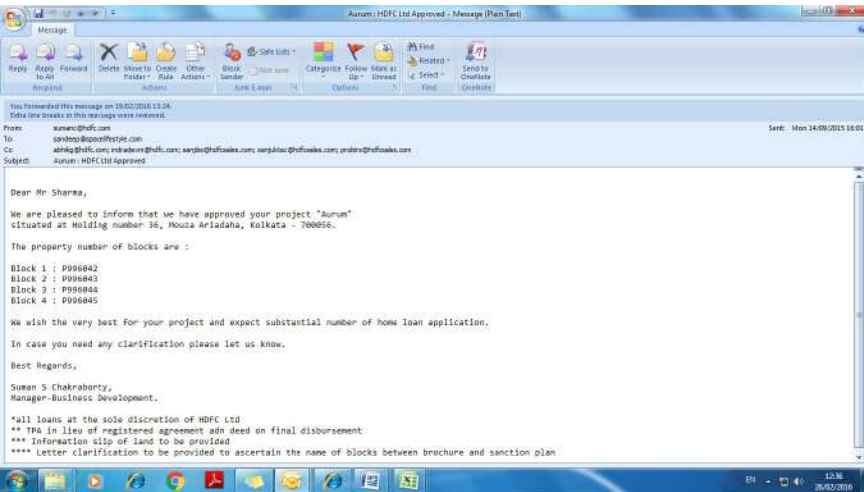 Aurum : HDFC Ltd Approved - Message (Plain Text)
Message
Reply Reply to All Forward Delete Move to Folder Create Rule Other Actions Block Sender Safe Lists Not Junk Categorize Follow Up Mark as Unread Find Related Select Send to OneNote
Respond Actions Junk E-mail Options Find OneNote
You forwarded this message on 19/02/2016 13:24.
Extra line breaks in this message were removed.
From: sumanc@hdfc.com Sent: Mon 14/09/2015 16:01
To: sandeep@spacelifestyle.com
Cc:
Subject: Aurum : HDFC Ltd Approved
Dear Mr Sharma,
We are pleased to inform that we have approved your project "Aurum"
situated at Holding number 36, Mouza Ariadaha, Kolkata - 700056.
The property number of blocks are :
Block 1 : P996042
Block 2 : P996043
Block 3 : P996044
Block 4 : P996045
We wish the very best for your project and expect substantial number of home loan application.
In case you need any clarification please let us know.
Best Regards,
Suman S Chakraborty,
Manager-Business Development.
*all loans at the sole discretion of HDFC Ltd
** TPA in lieu of registered agreement adn deed on final disbursement
*** Information slip of land to be provided
**** Letter clarification to be provided to ascertain the name of blocks between brochure and sanction plan
EN 12:36
26/02/2016